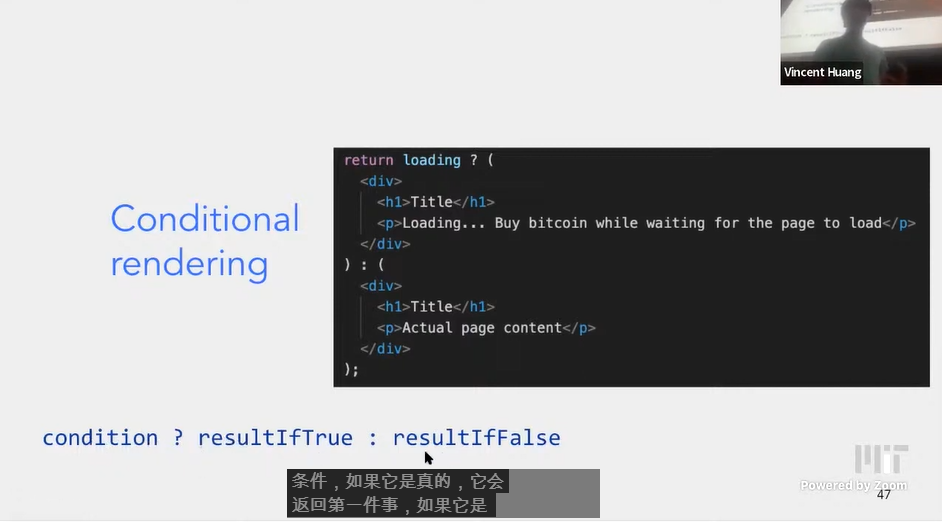 Vincent Huang
Conditional
rendering
return loading ? (
<div>
<h1>Title</h1>
<p>Loading... Buy bitcoin while waiting for the page to load</p>
</div>
) : (
<div>
<h1>Title</h1>
<p>Actual page content</p>
</div>
);
condition ? resultIfTrue : resultIfFalse
条件，如果它是真的，它会
返回第一件事，如果它是
MIT
Powered by Zoom
47